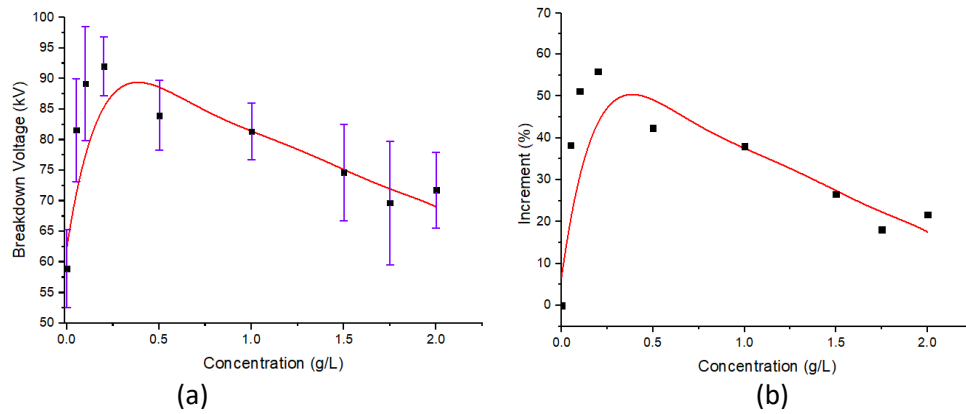 100
95
90
85
80
75
70
65
60
55
50
Breakdown Voltage (kV)
0.0 0.5 1.0 1.5 2.0
Concentration (g/L)
(a)
70
60
50
40
30
20
10
0
Increment (%)
0.0 0.5 1.0 1.5 2.0
Concentration (g/L)
(b)